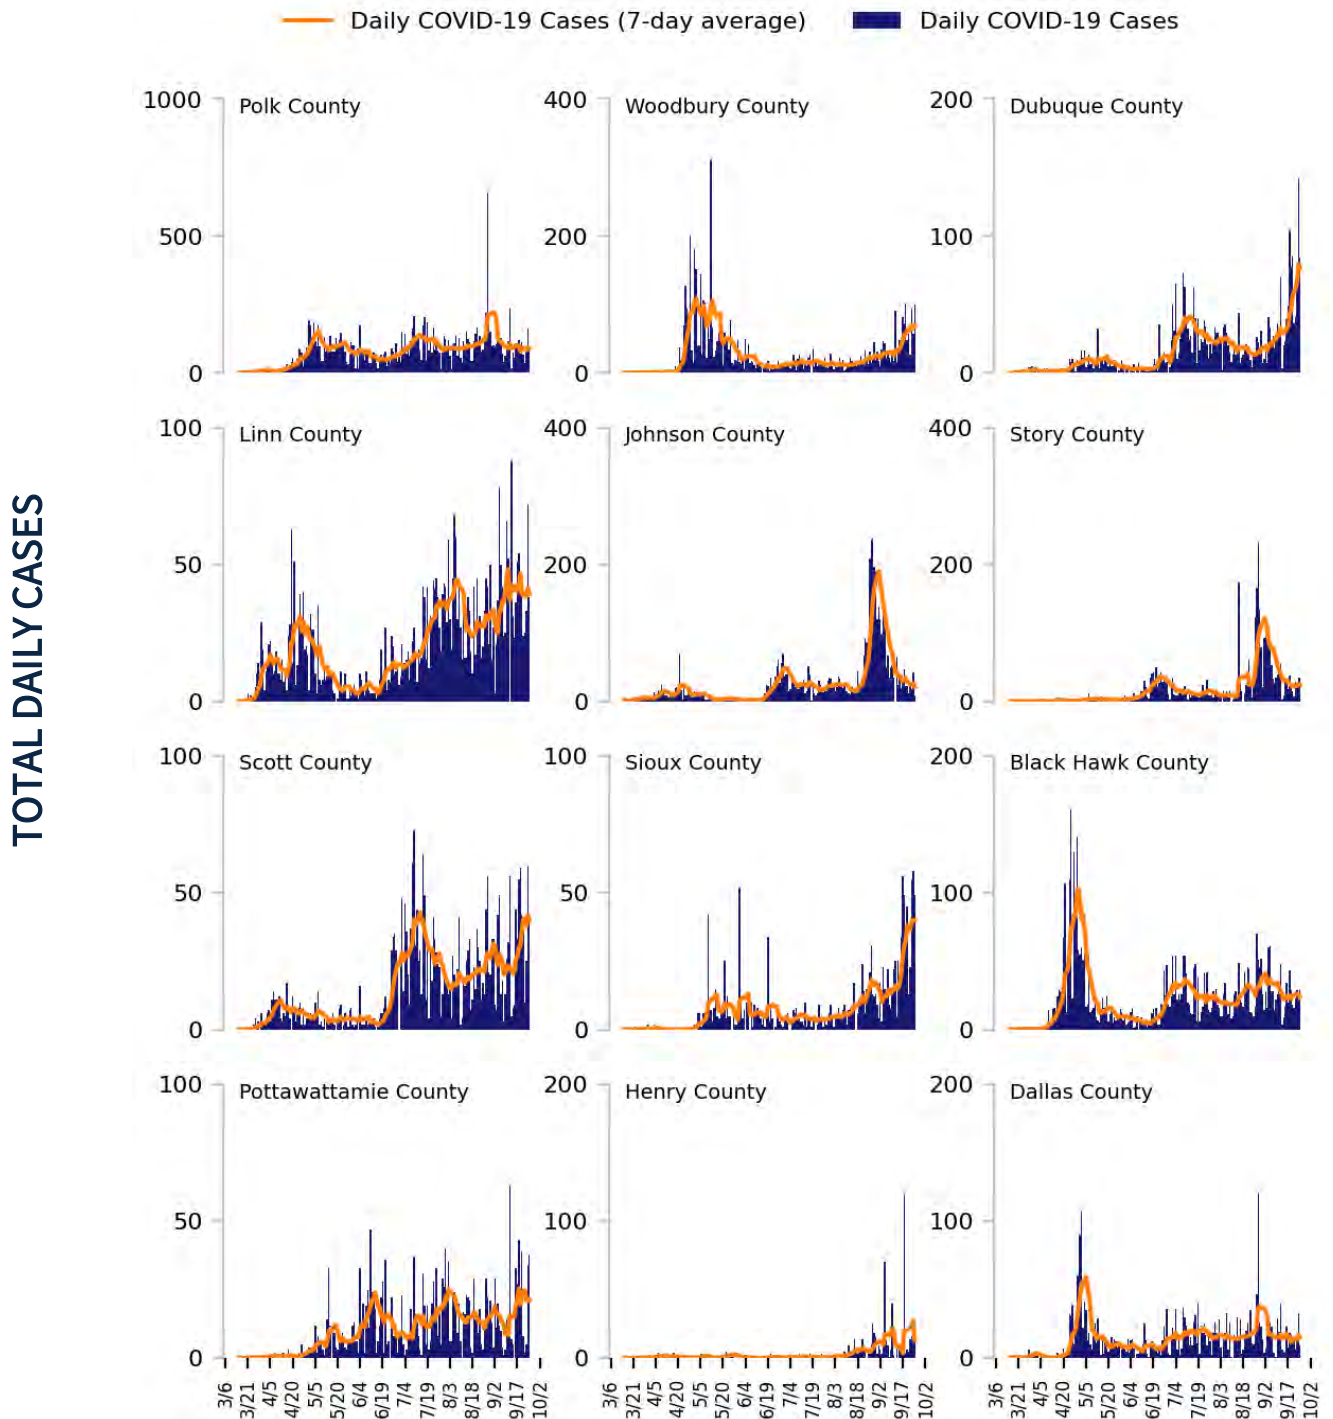 Daily COVID-19 Cases (7-day average) Daily COVID-19 Cases
TOTAL DAILY CASES
Polk County
1000
500
0
Woodbury County
400
200
0
Dubuque County
200
100
0
Linn County
100
50
0
Johnson County
400
200
0
Story County
400
200
0
Scott County
100
50
0
Sioux County
100
50
0
Black Hawk County
200
100
0
Pottawattamie County
100
50
0
3/6 3/21 4/5 4/20 5/5 5/20 6/4 6/19 7/4 7/19 8/3 8/18 9/2 9/17 10/2
Henry County
200
100
0
3/6 3/21 4/5 4/20 5/5 5/20 6/4 6/19 7/4 7/19 8/3 8/18 9/2 9/17 10/2
Dallas County
200
100
0
3/6 3/21 4/5 4/20 5/5 5/20 6/4 6/19 7/4 7/19 8/3 8/18 9/2 9/17 10/2